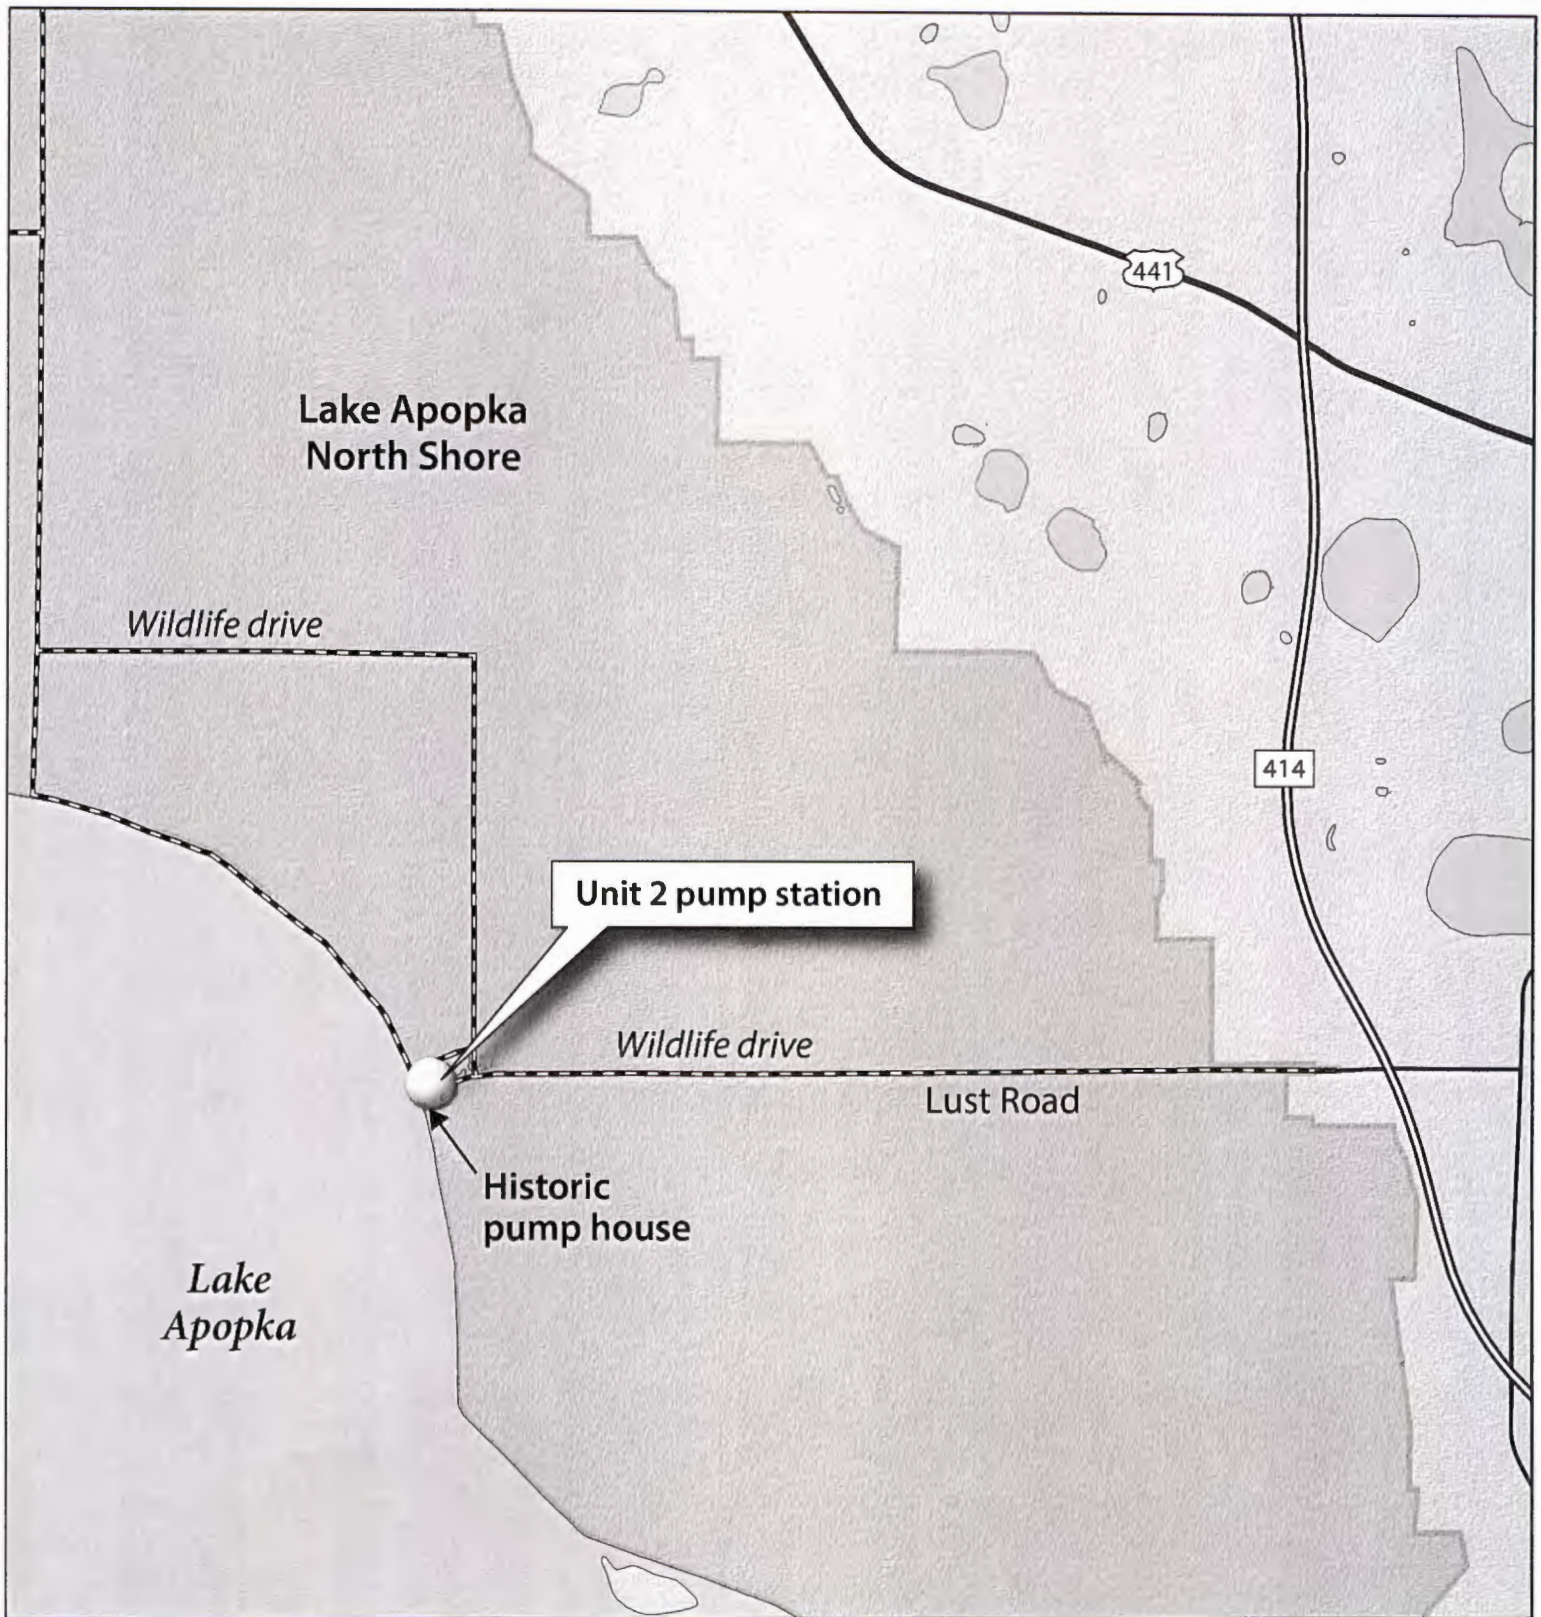 441
Lake Apopka
North Shore
Wildlife drive
414
Unit 2 pump station
Wildlife drive
Lust Road
Historic
pump house
Lake
Apopka